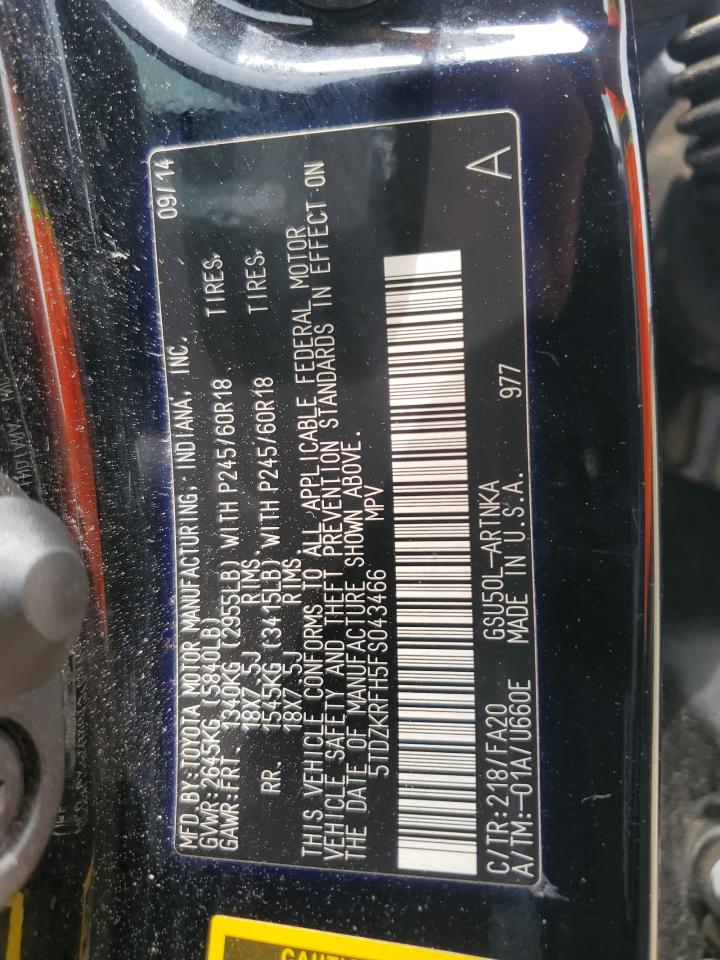 MFD. BY: TOYOTA MOTOR MANUFACTURING, INDIANA, INC. 09/14
GVWR: 2645KG (5840LB)
GAWR: FRT. 1340KG (2955LB) WITH P245/60R18 TIRES,
18X7.5J RIMS
RR. 1545KG (3415LB) WITH P245/60R18 TIRES,
18X7.5J RIMS
THIS VEHICLE CONFORMS TO ALL APPLICABLE FEDERAL MOTOR
VEHICLE SAFETY AND THEFT PREVENTION STANDARDS IN EFFECT ON
THE DATE OF MANUFACTURE SHOWN ABOVE.
5TDZKRFH5FS043466 MPV
C/TR: 218/FA20 GSU50L-ARTNKA 977 A
A/TM: -01A/U660E MADE IN U.S.A.
CAUTION